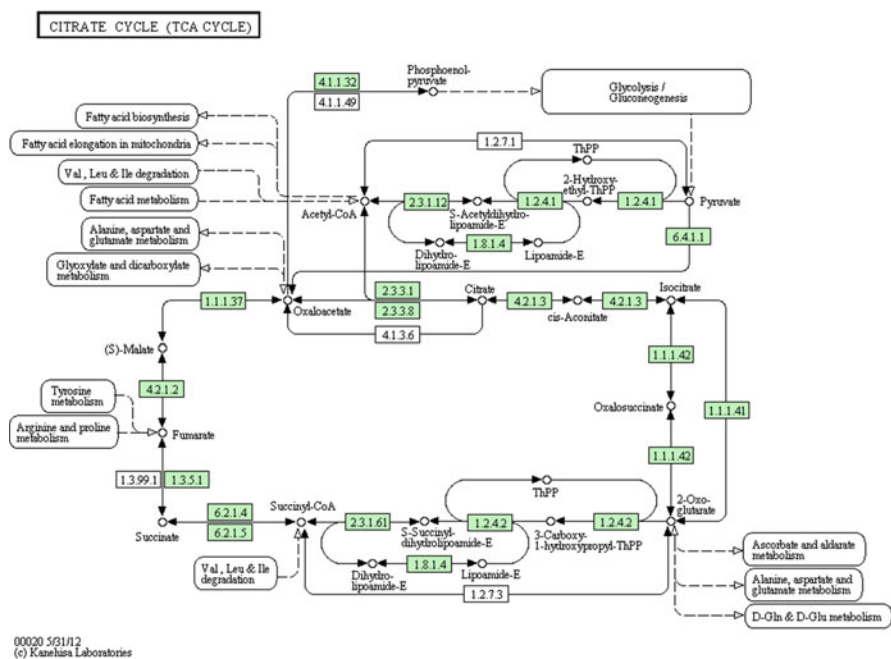 CITRATE CYCLE (TCA CYCLE)
Phosphoenol-
pyruvate
4.1.1.32
4.1.1.49
Glycolysis /
Gluconeogenesis
Fatty acid biosynthesis
Fatty acid elongation in mitochondria
Val, Leu & Ile degradation
Fatty acid metabolism
Alanine, aspartate and
glutamate metabolism
Glyoxylate and dicarboxylate
metabolism
1.2.7.1
ThPP
2-Hydroxy-
ethyl-ThPP
Acetyl-CoA
2.3.1.12
1.2.4.1
1.2.4.1
Pyruvate
S-Acetyldihydro-
lipoamide-E
1.8.1.4
6.4.1.1
Dihydro-
lipoamide-E
Lipoamide-E
1.1.1.37
Oxaloacetate
2.3.3.1
2.3.3.8
4.1.3.6
Citrate
4.2.1.3
cis-Aconitate
4.2.1.3
Isocitrate
(S)-Malate
1.1.1.42
4.2.1.2
Tyrosine
metabolism
Arginine and proline
metabolism
Fumarate
Oxalosuccinate
1.1.1.41
1.1.1.42
1.3.99.1
1.3.5.1
ThPP
2-Oxo-
glutarate
Succinate
6.2.1.4
6.2.1.5
Succinyl-CoA
2.3.1.61
S-Succinyl-
dihydrolipoamide-E
1.2.4.2
3-Carboxy-
1-hydroxypropyl-ThPP
1.2.4.2
Val, Leu & Ile
degradation
Dihydro-
lipoamide-E
1.8.1.4
Lipoamide-E
1.2.7.3
Ascorbate and aldarate
metabolism
Alanine, aspartate and
glutamate metabolism
D-Gln & D-Glu metabolism
00020 5/31/12
(c) Kanehisa Laboratories